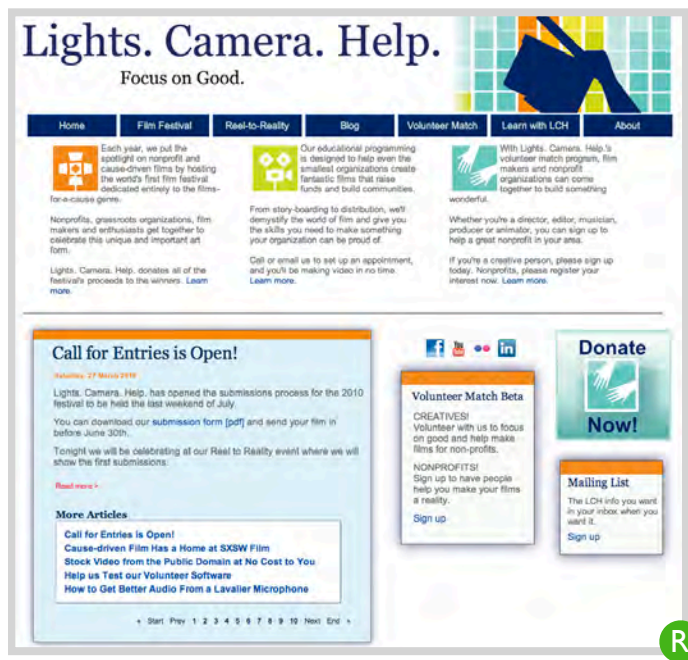 Lights. Camera. Help.
Focus on Good.
Home
Film Festival
Reel-to-Reality
Blog
Volunteer Match
Learn with LCH
About
Each year, we put the
spotlight on nonprofit and
cause-driven films by hosting
the world's first film festival
dedicated entirely to the films-
for-a-cause genre.
Nonprofits, grassroots organizations, film
makers and enthusiasts get together to
celebrate this unique and important art
form.
Lights. Camera. Help. donates all of the
festival's proceeds to the winners. Learn
more.
Our educational programming
is designed to help even the
smallest organizations create
fantastic films that raise
funds and build communities.
From story-boarding to distribution, we'll
demystify the world of film and give you
the skills you need to make something
your organization can be proud of.
Call or email us to set up an appointment,
and you'll be making video in no time.
Learn more.
With Lights. Camera. Help.'s
volunteer match program, film
makers and nonprofit
organizations can come
together to build something
wonderful.
Whether you're a director, editor, musician,
producer or animator, you can sign up to
help a great nonprofit in your area.
If you're a creative person, please sign up
today. Nonprofits, please register your
interest now. Learn more.
Call for Entries is Open!
Saturday, 27 March 2010
Lights. Camera. Help. has opened the submissions process for the 2010
festival to be held the last weekend of July.
You can download our submission form [pdf] and send your film in
before June 30th.
Tonight we will be celebrating at our Real to Reality event where we will
show the first submissions.
Read more >
More Articles
Call for Entries is Open!
Cause-driven Film Has a Home at SXSW Film
Stock Video from the Public Domain at No Cost to You
Help us Test our Volunteer Software
How to Get Better Audio From a Lavalier Microphone
« Start Prev 1 2 3 4 5 6 7 8 9 10 Next End »
f You Tube in
Volunteer Match Beta
CREATIVES!
Volunteer with us to focus
on good and help make
films for non-profits.
NONPROFITS!
Sign up to have people
help you make your films
a reality.
Sign up
Donate
Now!
Mailing List
The LCH info you want
in your inbox when you
want it.
Sign up
R